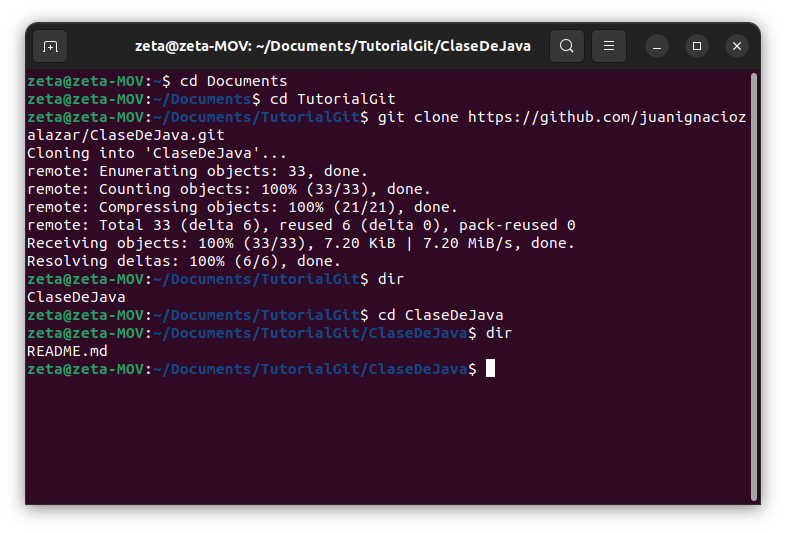 zeta@zeta-MOV: ~/Documents/TutorialGit/ClaseDeJava
zeta@zeta-MOV:~$ cd Documents
zeta@zeta-MOV:~/Documents$ cd TutorialGit
zeta@zeta-MOV:~/Documents/TutorialGit$ git clone https://github.com/juanignacioz
alazar/ClaseDeJava.git
Cloning into 'ClaseDeJava'...
remote: Enumerating objects: 33, done.
remote: Counting objects: 100% (33/33), done.
remote: Compressing objects: 100% (21/21), done.
remote: Total 33 (delta 6), reused 6 (delta 0), pack-reused 0
Receiving objects: 100% (33/33), 7.20 KiB | 7.20 MiB/s, done.
Resolving deltas: 100% (6/6), done.
zeta@zeta-MOV:~/Documents/TutorialGit$ dir
ClaseDeJava
zeta@zeta-MOV:~/Documents/TutorialGit$ cd ClaseDeJava
zeta@zeta-MOV:~/Documents/TutorialGit/ClaseDeJava$ dir
README.md
zeta@zeta-MOV:~/Documents/TutorialGit/ClaseDeJava$